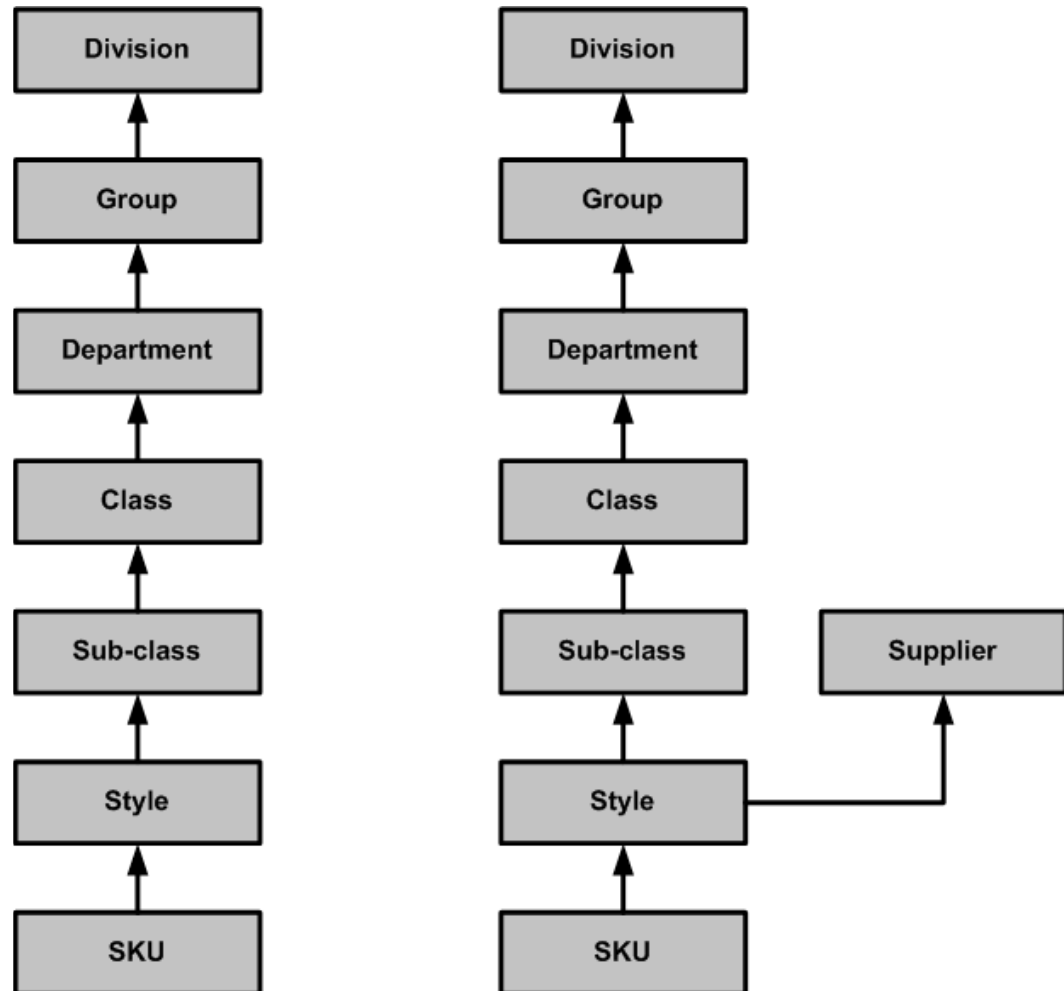 Division
Group
Department
Class
Sub-class
Style
SKU
Division
Group
Department
Class
Sub-class
Style
SKU
Supplier